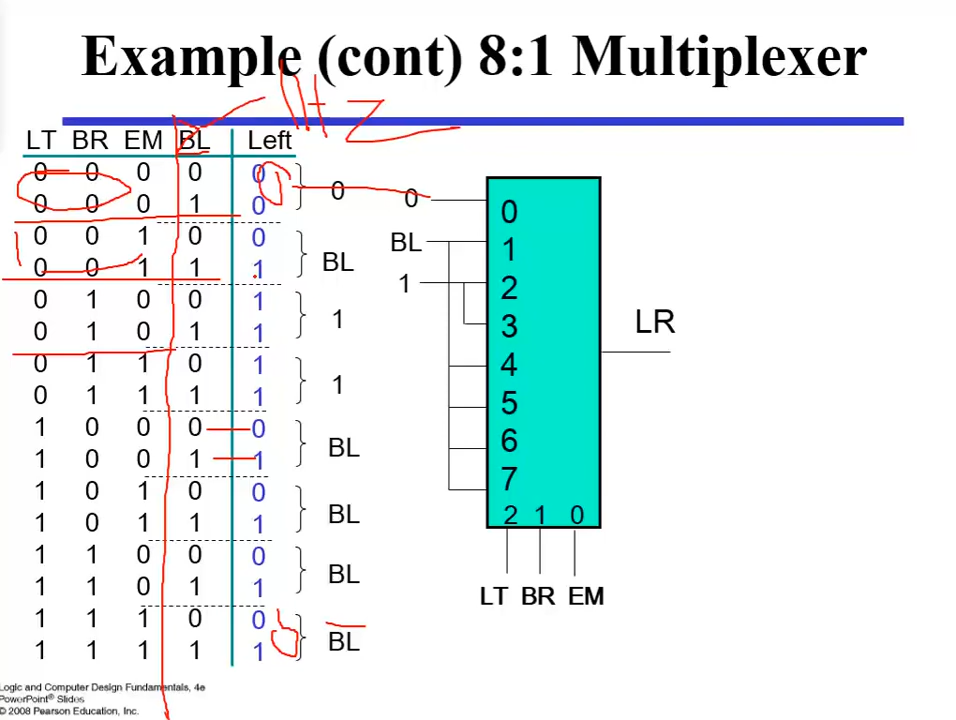 Example (cont) 8:1 Multiplexer
LT BR EM BL Left
0 0 0 0 0
0 0 0 1 0
0
0 0 1 0 0
0 0 1 1 1
BL
0 1 0 0 1
0 1 0 1 1
1
0 1 1 0 1
0 1 1 1 1
1
1 0 0 0 0
1 0 0 1 1
BL
1 0 1 0 0
1 0 1 1 1
BL
1 1 0 0 0
1 1 0 1 1
BL
1 1 1 0 0
1 1 1 1 1
BL
0 0
BL 1
1 2
3
4
5
6
7
2 1 0
LT BR EM
LR
Logic and Computer Design Fundamentals, 4e
PowerPoint® Slides
© 2008 Pearson Education, Inc.